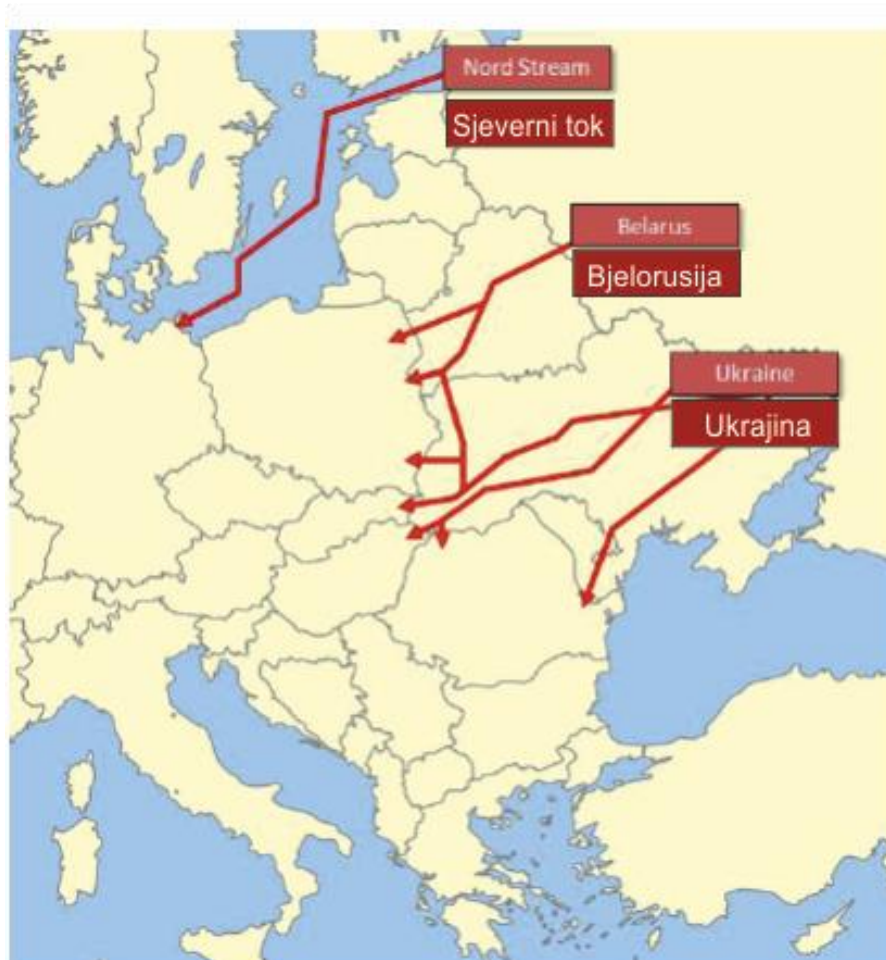 Nord Stream
Sjeverni tok
Belarus
Bjelorusija
Ukraine
Ukrajina